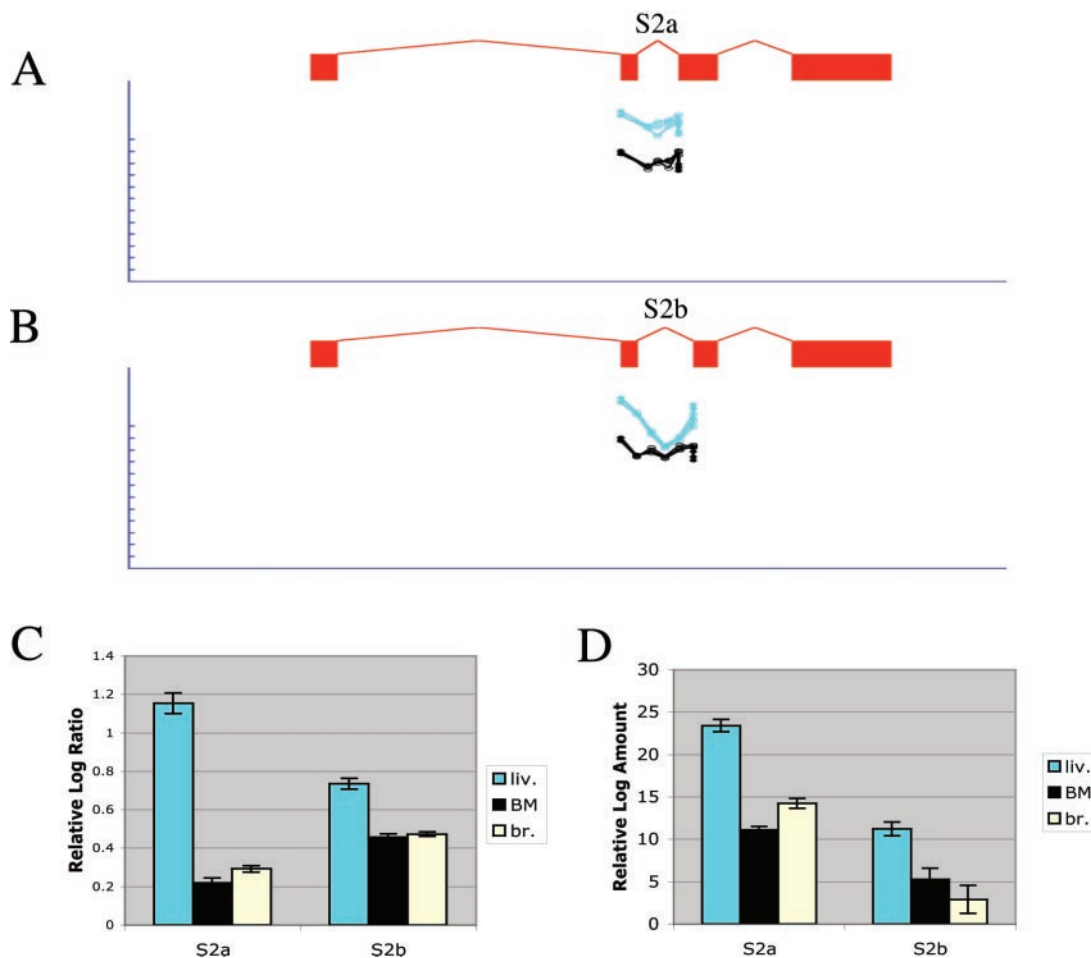 A
S2a
B
S2b
C
1.4
1.2
1
0.8
0.6
0.4
0.2
0
Relative Log Ratio
S2a
S2b
liv.
BM
br.
D
30
25
20
15
10
5
0
Relative Log Amount
S2a
S2b
liv.
BM
br.